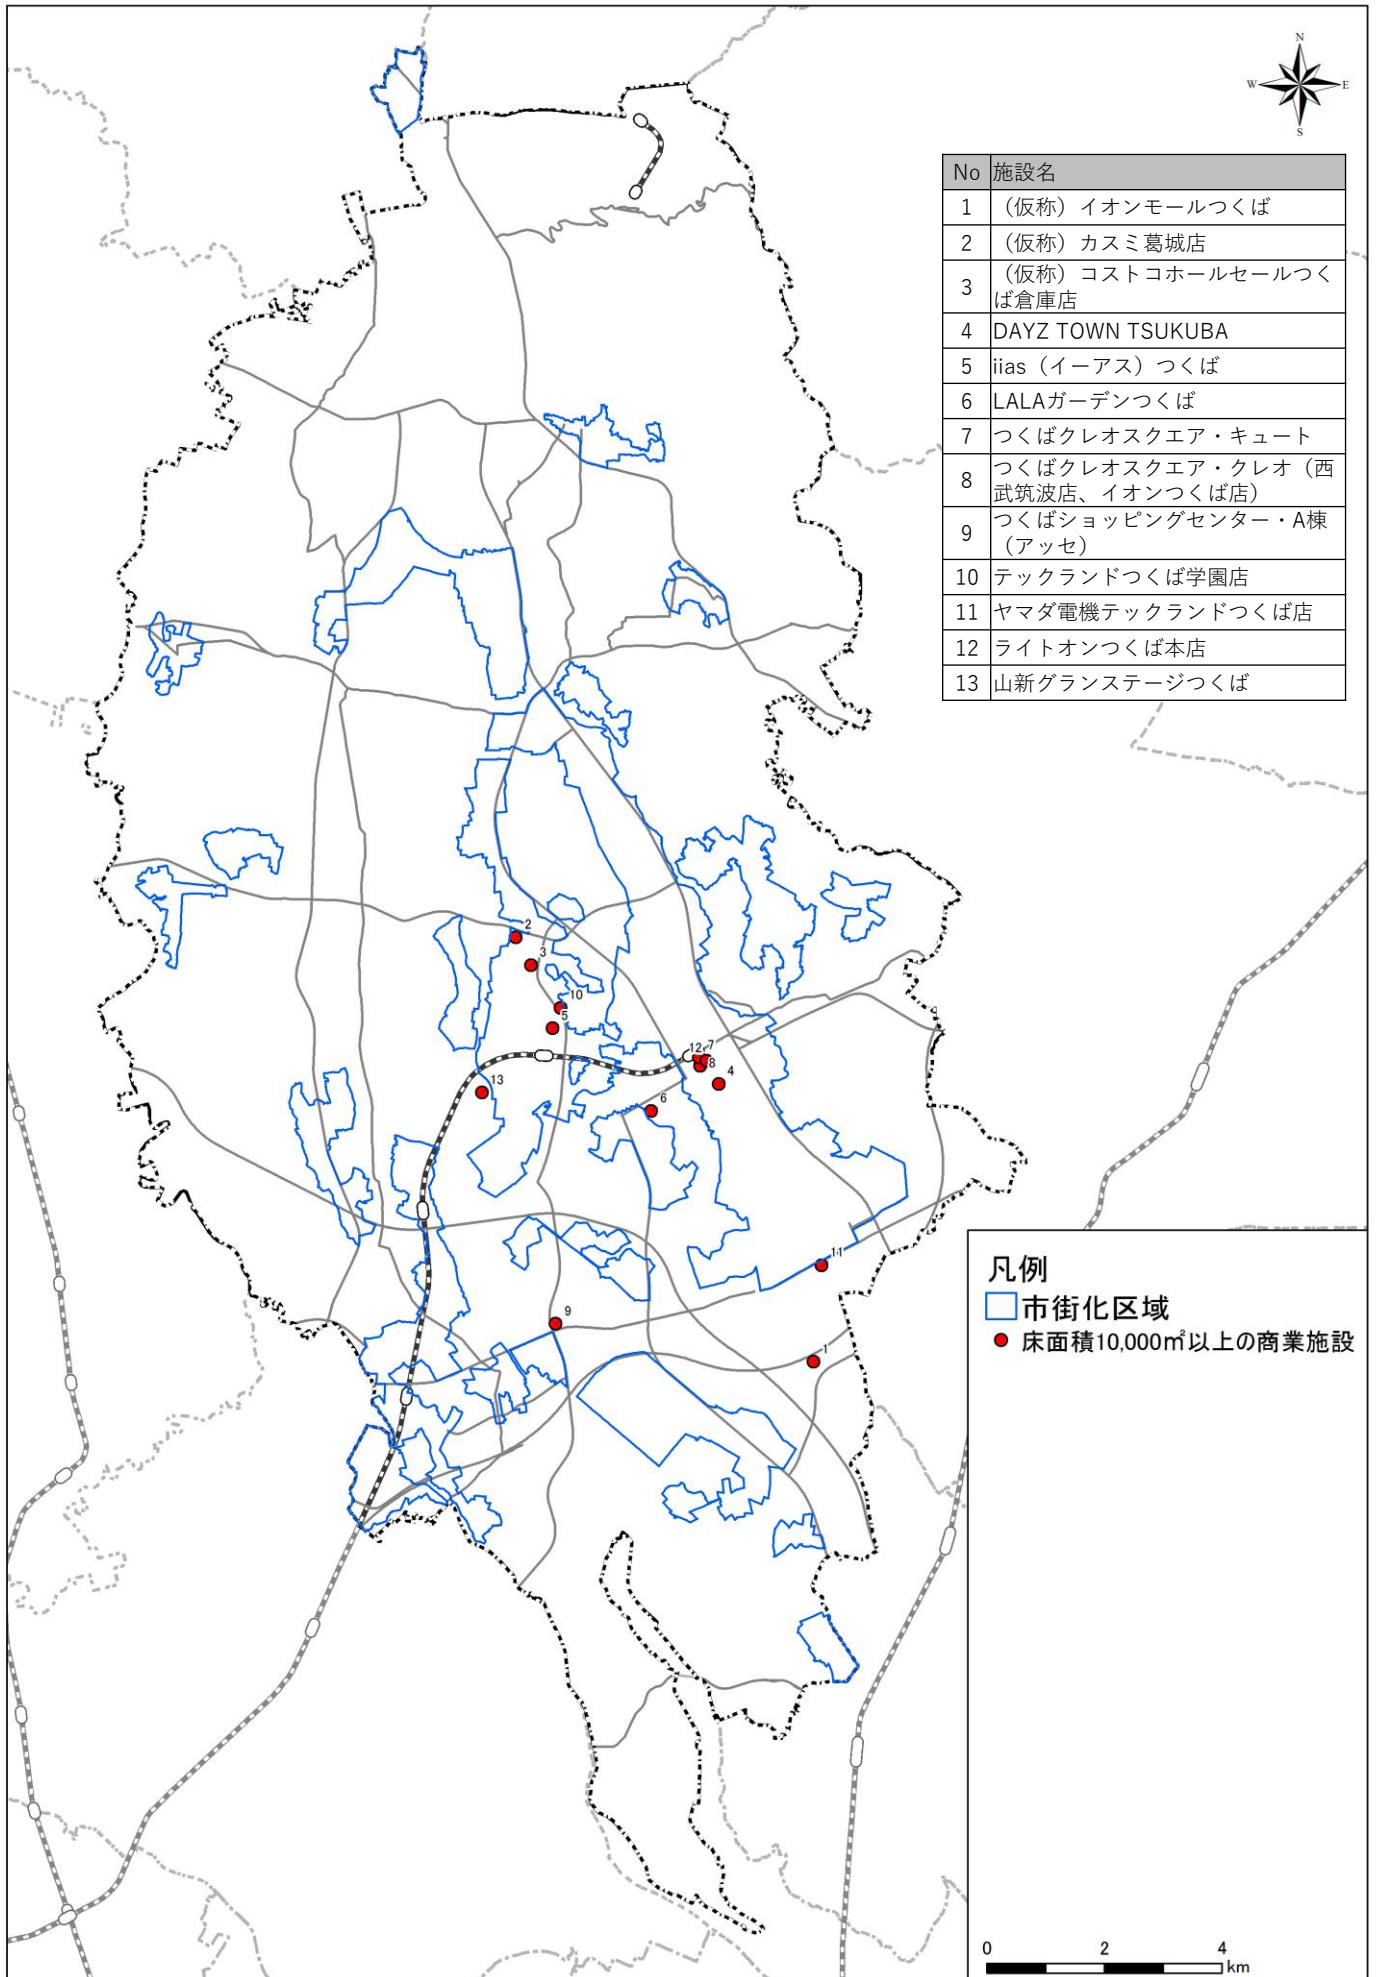 N
W E
S
No 施設名
1 （仮称）イオンモールつくば
2 （仮称）カスミ葛城店
3 （仮称）コストコホールセールつく
ば倉庫店
4 DAYZ TOWN TSUKUBA
5 iias（イーアス）つくば
6 LALAガーデンつくば
7 つくばクレオスクエア・キュート
8 つくばクレオスクエア・クレオ（西
武筑波店、イオンつくば店）
9 つくばショッピングセンター・A棟
（アッセ）
10 テックランドつくば学園店
11 ヤマダ電機テックランドつくば店
12 ライトオンつくば本店
13 山新グランステージつくば
2
3
10
5
12 7
8
4
13
6
11
9
1
凡例
市街化区域
床面積10,000㎡以上の商業施設
0 2 4
km